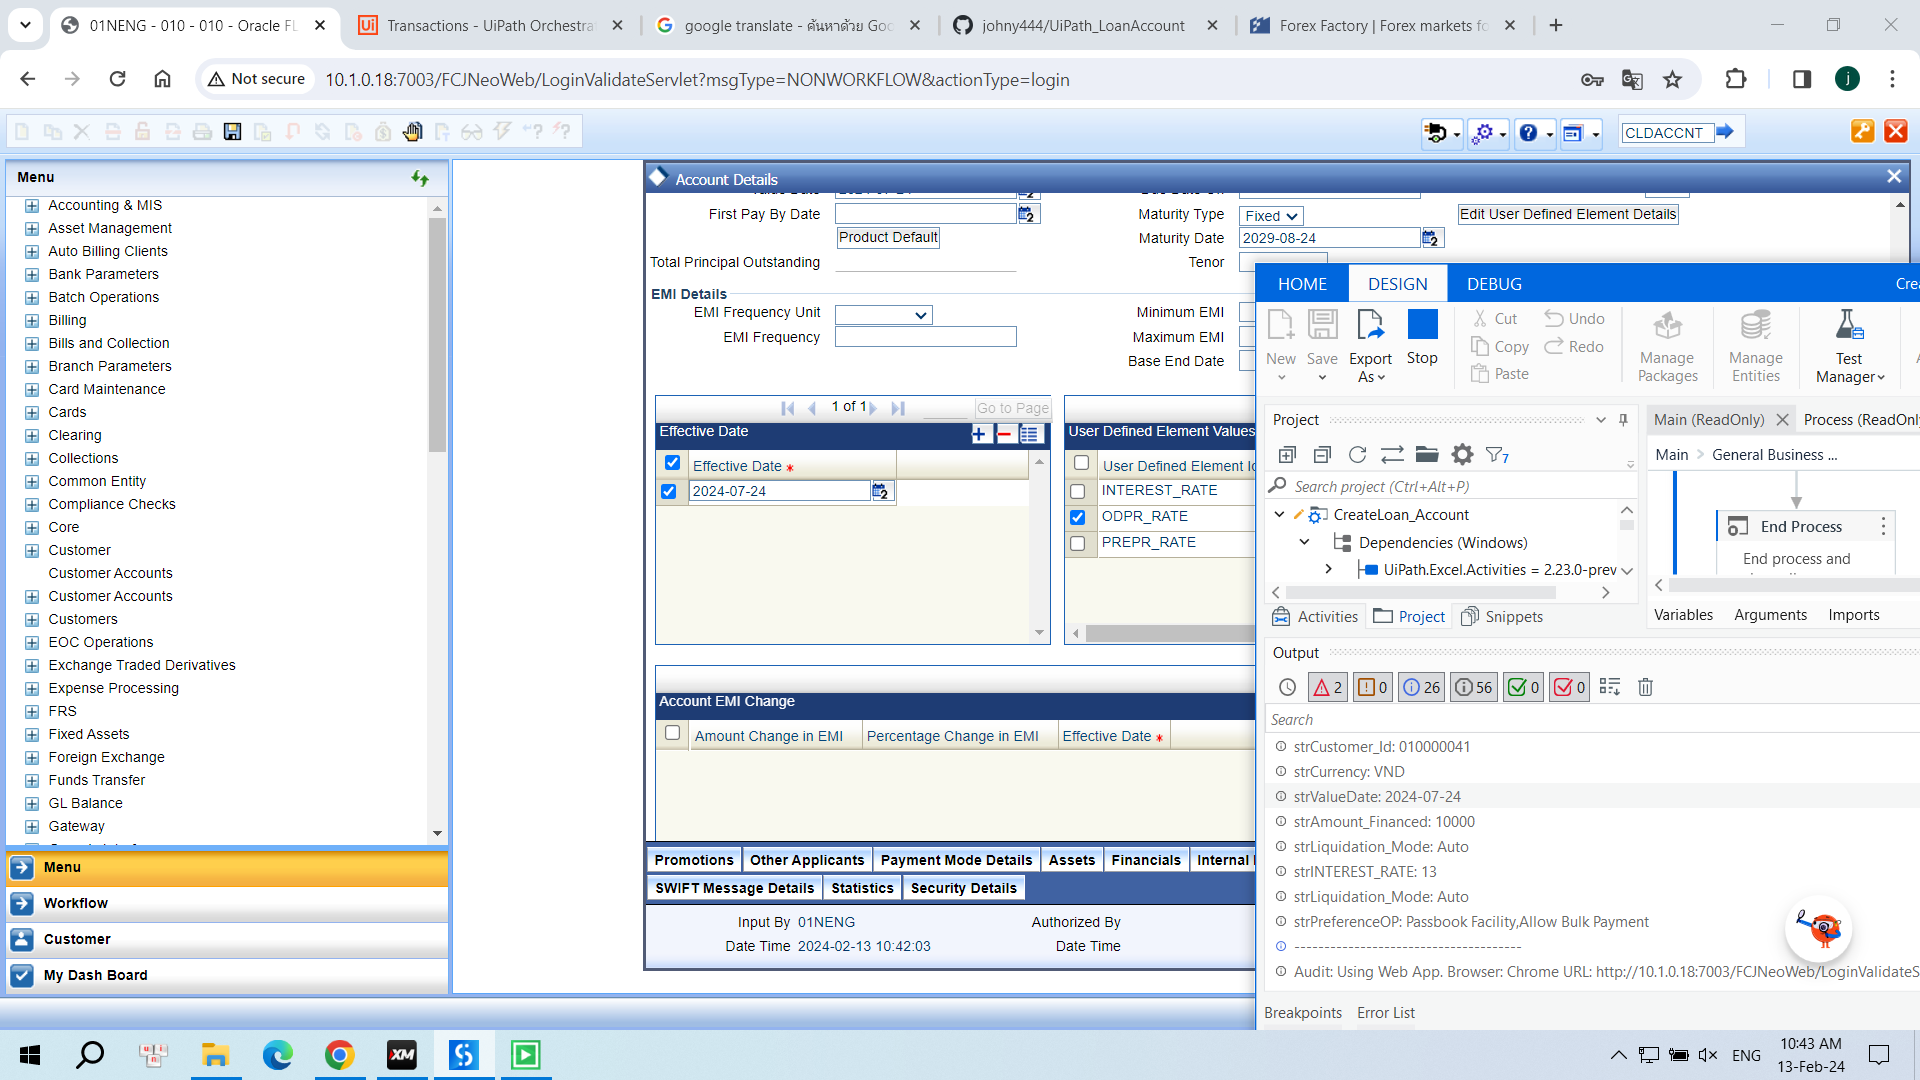 01NENG - 010 - 010 - Oracle FL
Transactions - UiPath Orchestra
google translate - ค้นหาด้วย Goo
johny444/UiPath_LoanAccount
Forex Factory | Forex markets fo
Not secure
10.1.0.18:7003/FCJNeoWeb/LoginValidateServlet?msgType=NONWORKFLOW&actionType=login
CLDACCNT
Menu
Accounting & MIS
Asset Management
Auto Billing Clients
Bank Parameters
Batch Operations
Billing
Bills and Collection
Branch Parameters
Card Maintenance
Cards
Clearing
Collections
Common Entity
Compliance Checks
Core
Customer
Customer Accounts
Customer Accounts
Customers
EOC Operations
Exchange Traded Derivatives
Expense Processing
FRS
Fixed Assets
Foreign Exchange
Funds Transfer
GL Balance
Gateway
Menu
Workflow
Customer
My Dash Board
Account Details
First Pay By Date
Product Default
Total Principal Outstanding
Maturity Type Fixed
Maturity Date 2029-08-24
Tenor
Edit User Defined Element Details
EMI Details
EMI Frequency Unit
EMI Frequency
Minimum EMI
Maximum EMI
Base End Date
1 of 1 Go to Page
Effective Date
Effective Date *
2024-07-24
User Defined Element Values
User Defined Element Id
INTEREST_RATE
ODPR_RATE
PREPR_RATE
Account EMI Change
Amount Change in EMI Percentage Change in EMI Effective Date *
Promotions Other Applicants Payment Mode Details Assets Financials Internal
SWIFT Message Details Statistics Security Details
Input By 01NENG Authorized By
Date Time 2024-02-13 10:42:03 Date Time
HOME DESIGN DEBUG Crea
New Save Export As Stop
Cut Copy Paste Undo Redo
Manage Packages
Manage Entities
Test Manager
Project
7
Search project (Ctrl+Alt+P)
CreateLoan_Account
Dependencies (Windows)
UiPath.Excel.Activities = 2.23.0-prev
Activities Project Snippets
Main (ReadOnly) Process (ReadOnly
Main > General Business ...
End Process
End process and
Variables Arguments Imports
Output
2 0 26 56 0 0
Search
strCustomer_Id: 010000041
strCurrency: VND
strValueDate: 2024-07-24
strAmount_Financed: 10000
strLiquidation_Mode: Auto
strINTEREST_RATE: 13
strLiquidation_Mode: Auto
strPreferenceOP: Passbook Facility,Allow Bulk Payment
--------------------------------------
Audit: Using Web App. Browser: Chrome URL: http://10.1.0.18:7003/FCJNeoWeb/LoginValidateS
Breakpoints Error List
ENG
10:43 AM
13-Feb-24